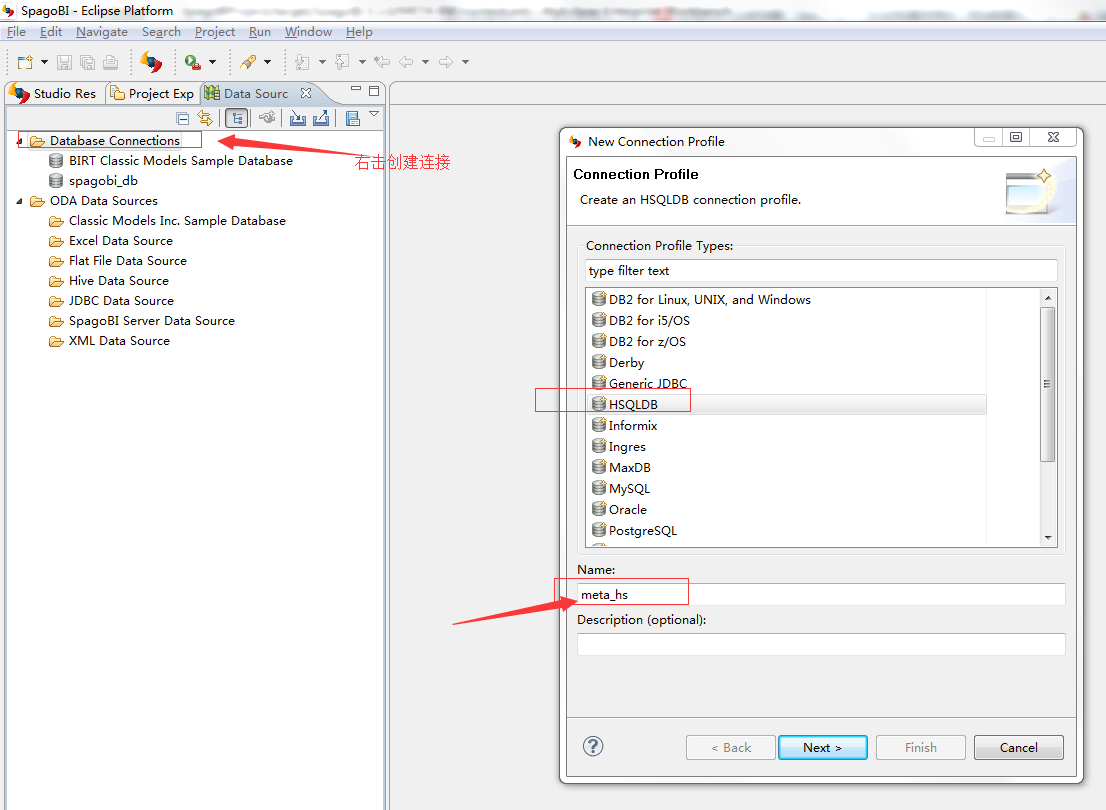 SpagoBI - Eclipse Platform
File Edit Navigate Search Project Run Window Help
Studio Res Project Exp Data Sourc
Database Connections
右击创建连接
BIRT Classic Models Sample Database
spagobi_db
ODA Data Sources
Classic Models Inc. Sample Database
Excel Data Source
Flat File Data Source
Hive Data Source
JDBC Data Source
SpagoBI Server Data Source
XML Data Source
New Connection Profile
Connection Profile
Create an HSQLDB connection profile.
Connection Profile Types:
type filter text
DB2 for Linux, UNIX, and Windows
DB2 for i5/OS
DB2 for z/OS
Derby
Generic JDBC
HSQLDB
Informix
Ingres
MaxDB
MySQL
Oracle
PostgreSQL
Name:
meta_hs
Description (optional):
< Back Next > Finish Cancel